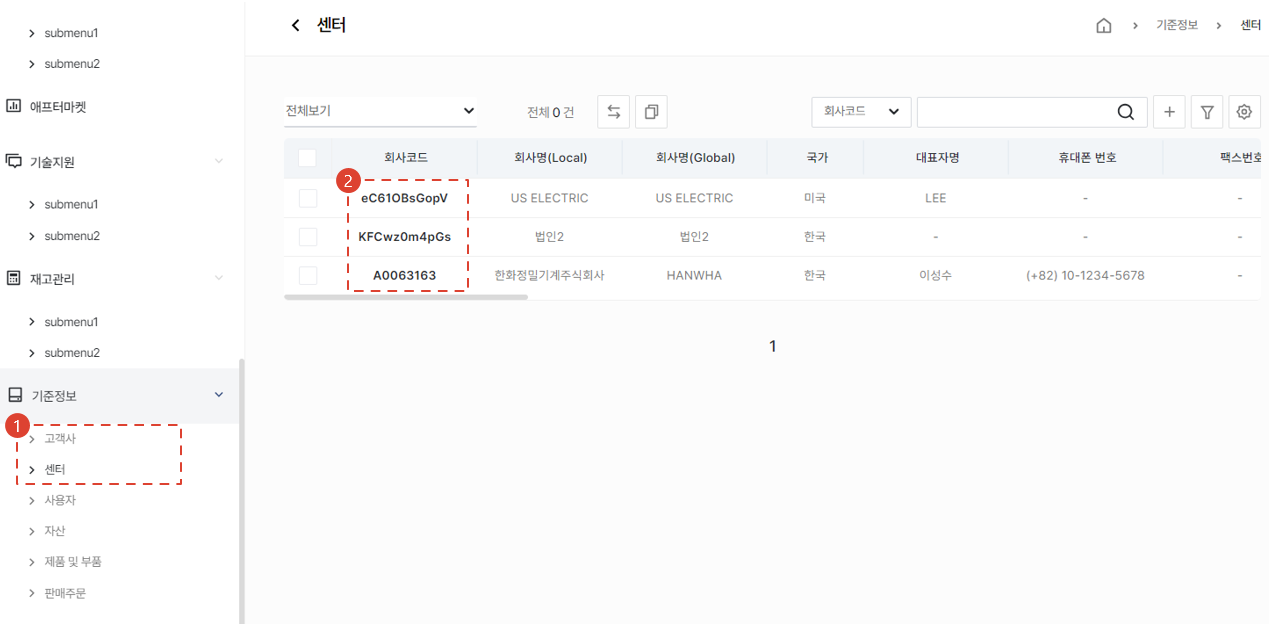 submenu1
submenu2
애프터마켓
기술지원
submenu1
submenu2
재고관리
submenu1
submenu2
기준정보
1
고객사
센터
사용자
자산
제품 및 부품
판매주문
센터
기준정보 센터
전체보기 전체 0 건 회사코드
회사코드 회사명(Local) 회사명(Global) 국가 대표자명 휴대폰 번호 팩스번호
2
eC61OBsGopV US ELECTRIC US ELECTRIC 미국 LEE - -
KFCwz0m4pGs 법인2 법인2 한국 - - -
A0063163 한화정밀기계주식회사 HANWHA 한국 이성수 (+82) 10-1234-5678 -
1